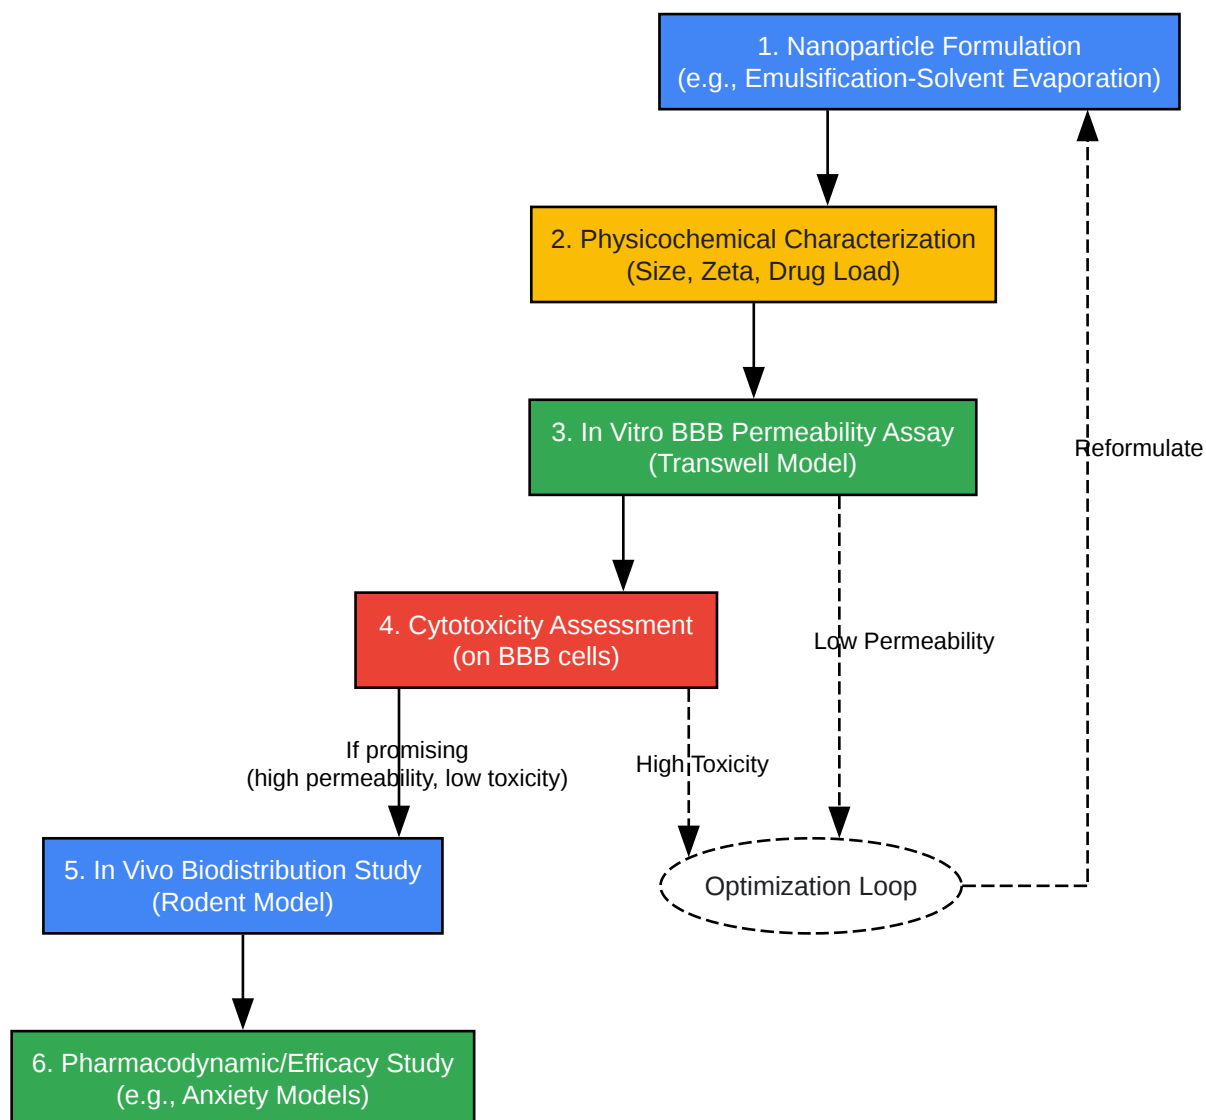 1. Nanoparticle Formulation
(e.g., Emulsification-Solvent Evaporation)
2. Physicochemical Characterization
(Size, Zeta, Drug Load)
3. In Vitro BBB Permeability Assay
(Transwell Model)
Reformulate
4. Cytotoxicity Assessment
(on BBB cells)
Low Permeability
If promising
(high permeability, low toxicity)
High Toxicity
5. In Vivo Biodistribution Study
(Rodent Model)
Optimization Loop
6. Pharmacodynamic/Efficacy Study
(e.g., Anxiety Models)